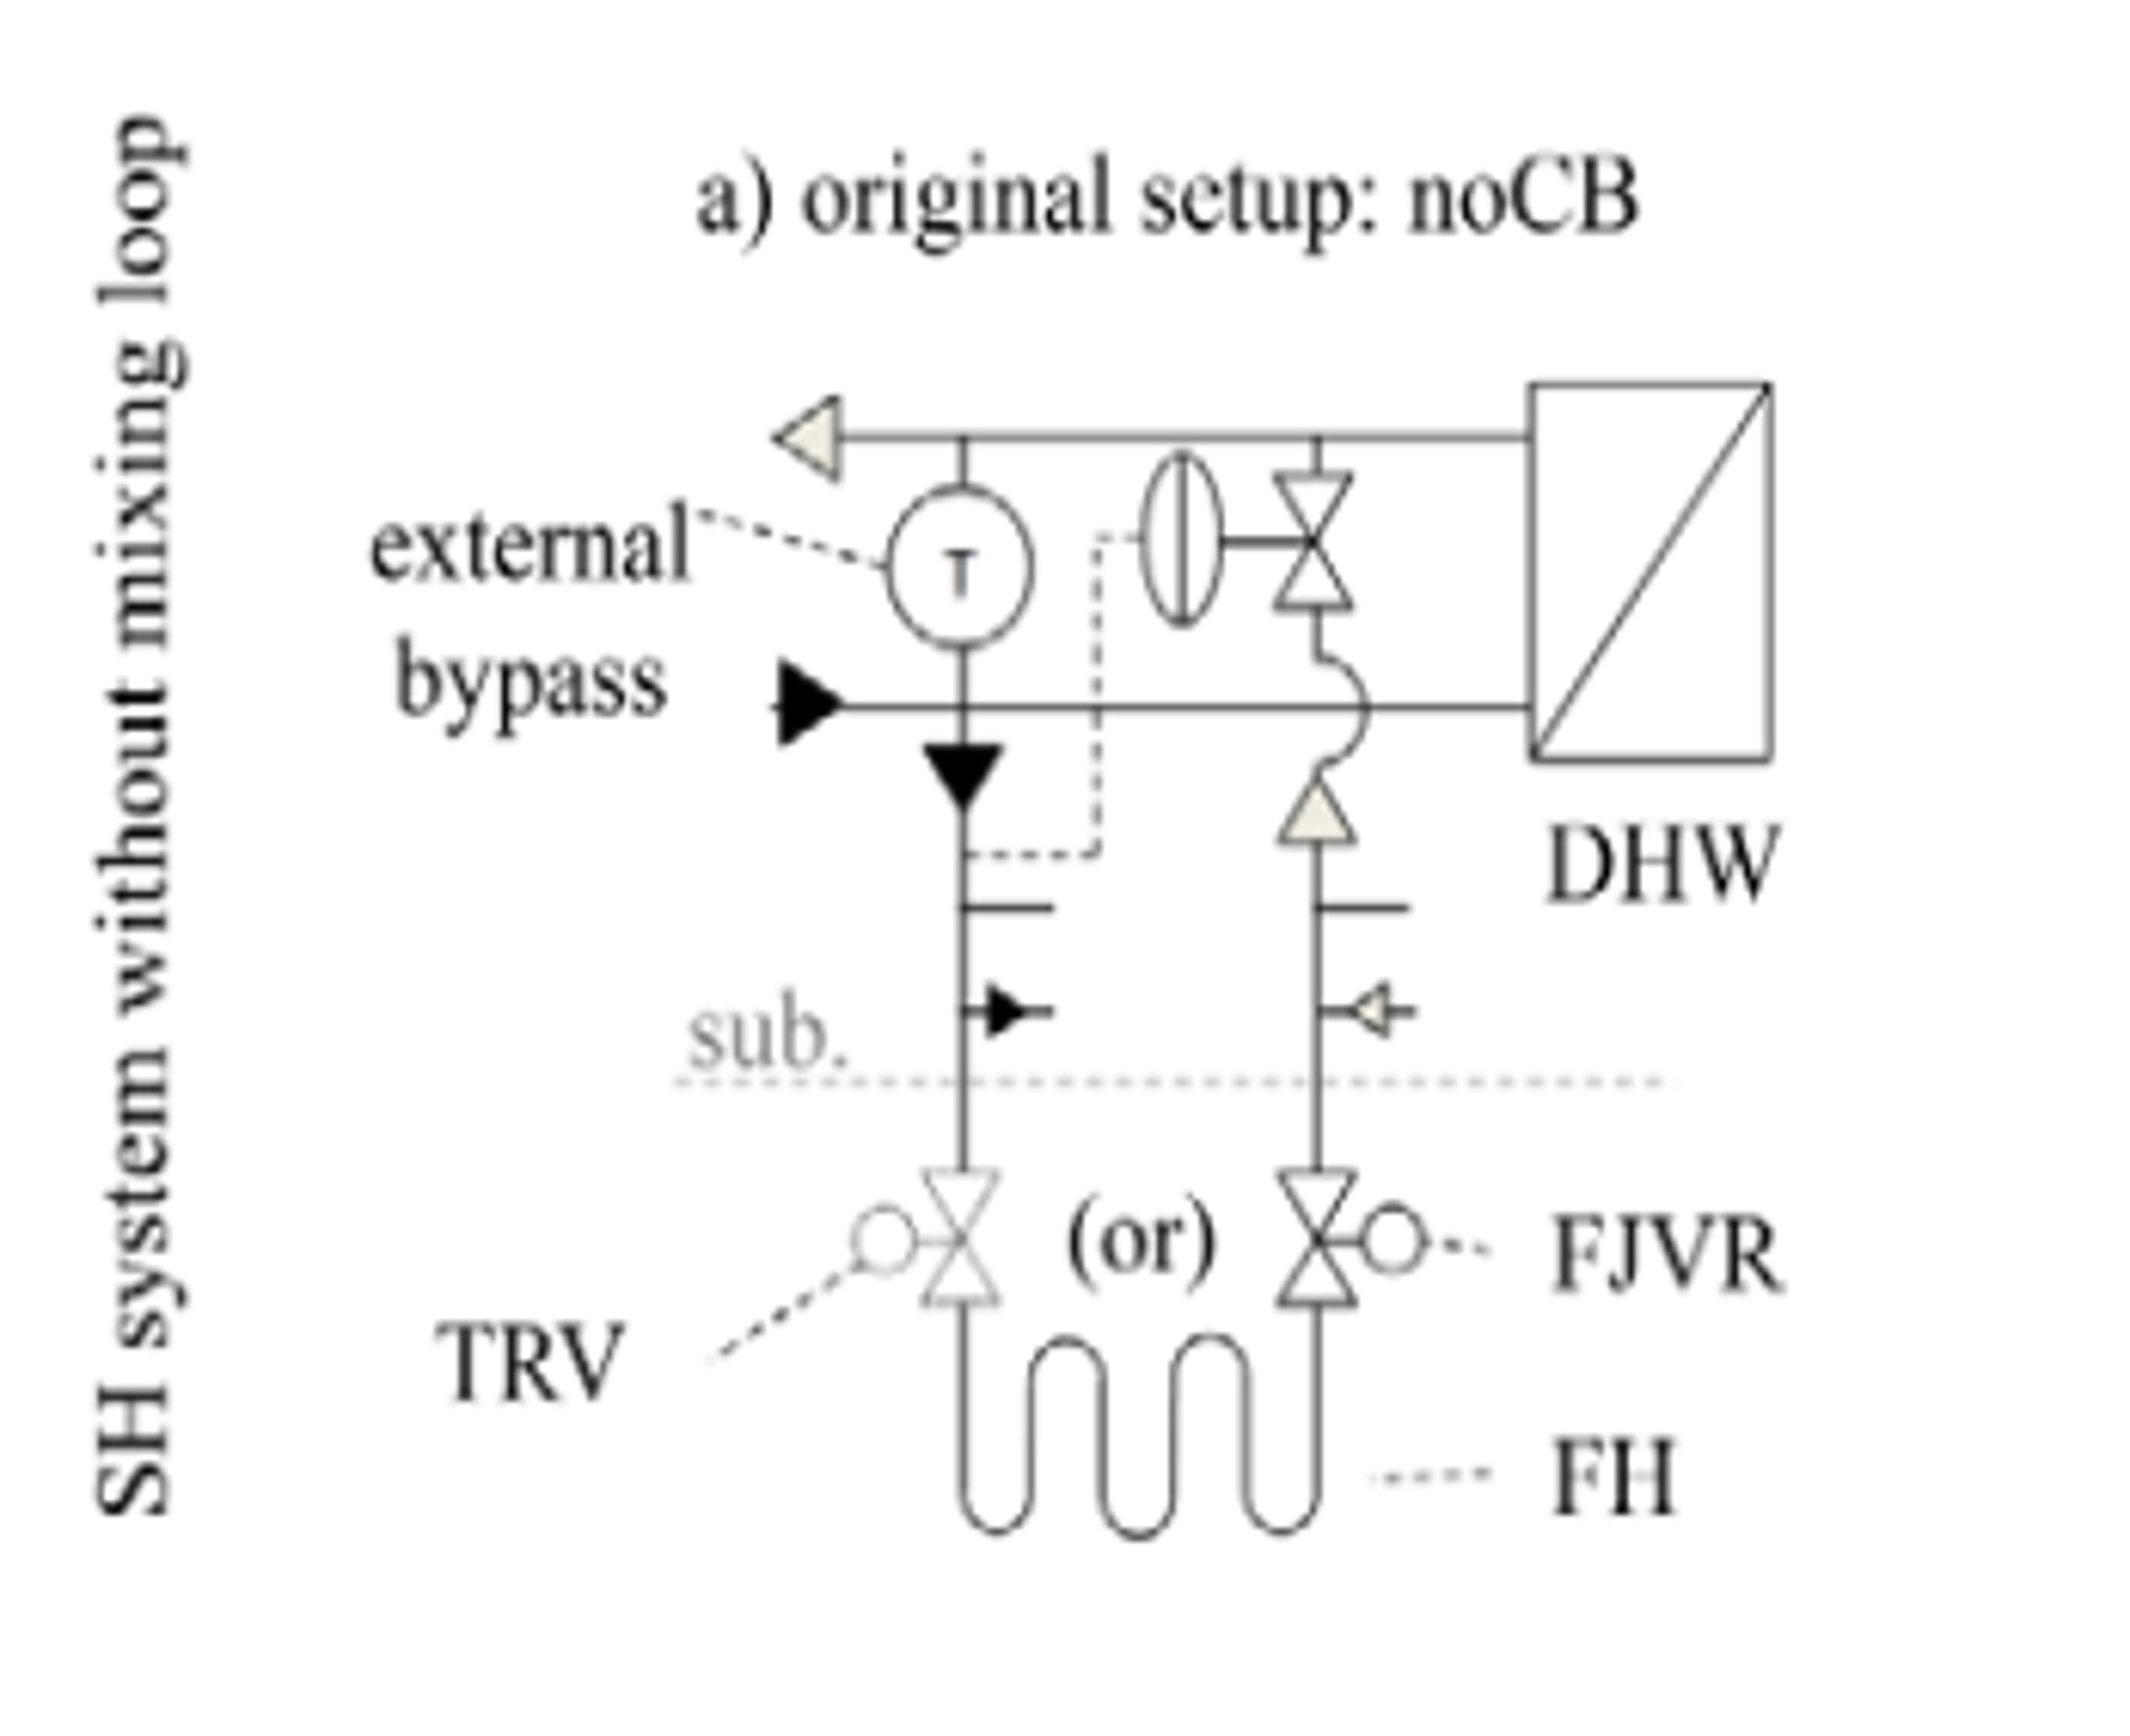 SH system without mixing loop
a) original setup: noCB
external
bypass
T
DHW
sub.
(or)
FJVR
TRV
FH